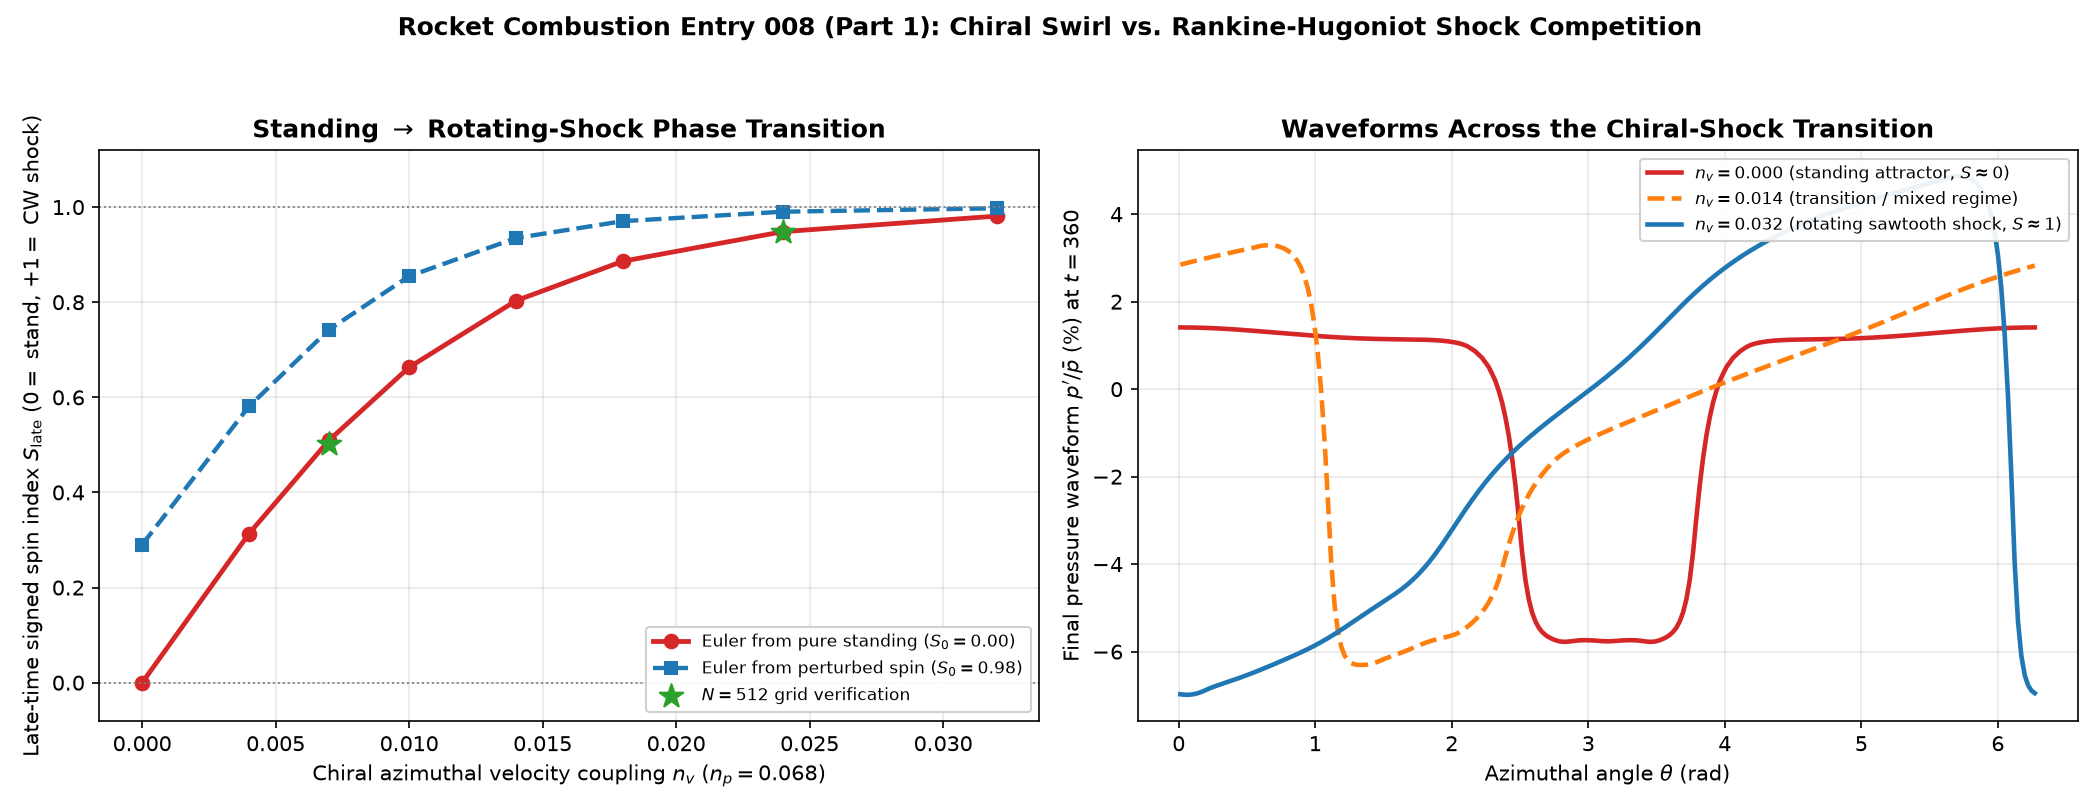 Rocket Combustion Entry 008 (Part 1): Chiral Swirl vs. Rankine-Hugoniot Shock Competition
Standing → Rotating-Shock Phase Transition
Late-time signed spin index S_late (0 = stand, +1 = CW shock)
1.0
0.8
0.6
0.4
0.2
0.0
Euler from pure standing (S₀ = 0.00)
Euler from perturbed spin (S₀ = 0.98)
N = 512 grid verification
0.000 0.005 0.010 0.015 0.020 0.025 0.030
Chiral azimuthal velocity coupling n_v (n_p = 0.068)
Waveforms Across the Chiral-Shock Transition
Final pressure waveform p′/p̄ (%) at t = 360
n_v = 0.000 (standing attractor, S ≈ 0)
n_v = 0.014 (transition / mixed regime)
n_v = 0.032 (rotating sawtooth shock, S ≈ 1)
4
2
0
−2
−4
−6
0 1 2 3 4 5 6
Azimuthal angle θ (rad)